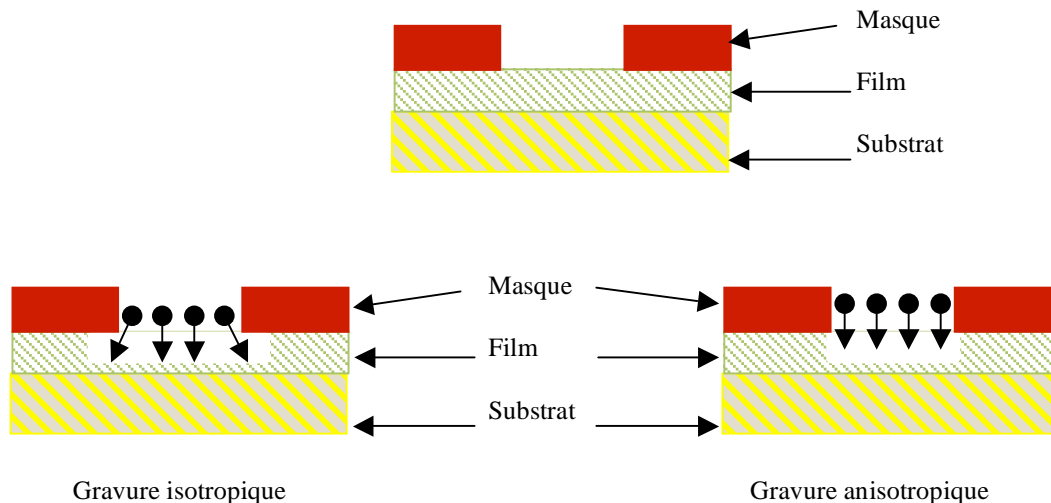 Masque
Film
Substrat
Masque
Film
Substrat
Gravure isotropique
Gravure anisotropique